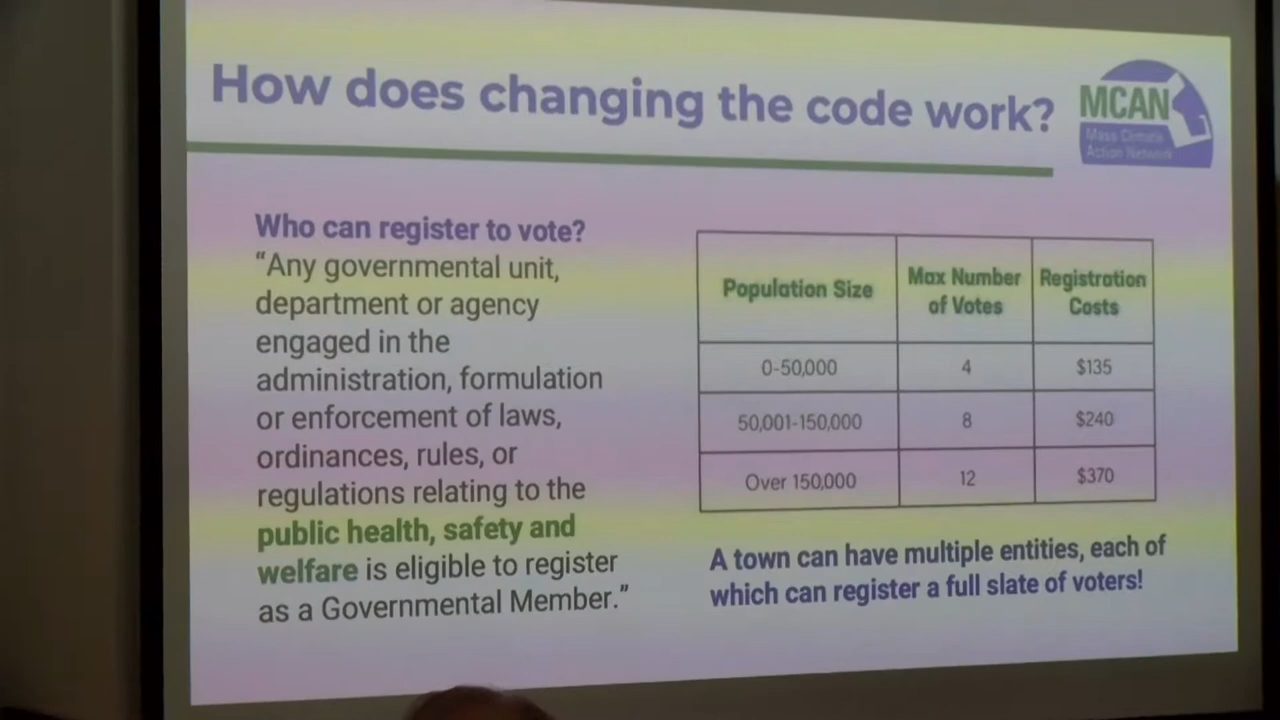 How does changing the code work?
MCAN
Mass Climate
Action Network
Who can register to vote?
“Any governmental unit,
department or agency
engaged in the
administration, formulation
or enforcement of laws,
ordinances, rules, or
regulations relating to the
public health, safety and
welfare is eligible to register
as a Governmental Member.”
Population Size
Max Number
of Votes
Registration
Costs
0-50,000
4
$135
50,001-150,000
8
$240
Over 150,000
12
$370
A town can have multiple entities, each of
which can register a full slate of voters!